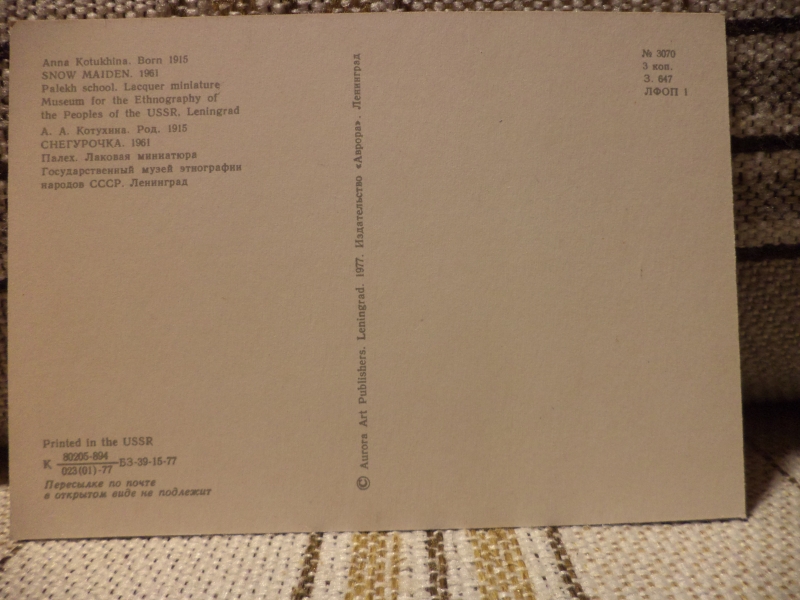 Anna Kotukhina. Born 1915
SNOW MAIDEN. 1961
Palekh school. Lacquer miniature
Museum for the Ethnography of
the Peoples of the USSR, Leningrad
А. А. Котухина. Род. 1915
СНЕГУРОЧКА. 1961
Палех. Лаковая миниатюра
Государственный музей этнографии
народов СССР. Ленинград
Printed in the USSR
К 80205-894
023(01)-77 БЗ-39-15-77
Пересылке по почте
в открытом виде не подлежит
© Aurora Art Publishers. Leningrad. 1977. Издательство «Аврора». Ленинград
№ 3070
3 коп.
З. 647
ЛФОП 1